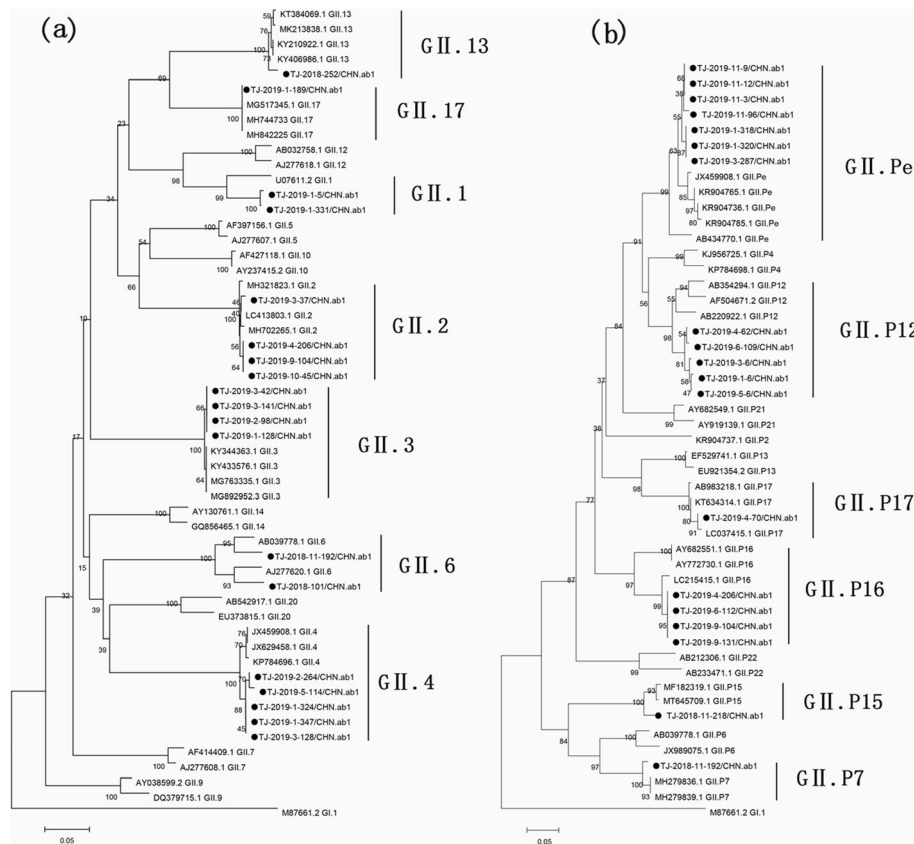 (a)
KT384069.1 GII.13
MK213838.1 GII.13
KY210922.1 GII.13
KY406986.1 GII.13
TJ-2018-252/CHN.ab1
GII.13
TJ-2019-1-189/CHN.ab1
MG517345.1 GII.17
MH744733 GII.17
MH842225 GII.17
GII.17
AB032758.1 GII.12
AJ277618.1 GII.12
U07611.2 GII.1
TJ-2019-1-5/CHN.ab1
TJ-2019-1-331/CHN.ab1
GII.1
AF397156.1 GII.5
AJ277607.1 GII.5
AF427118.1 GII.10
AY237415.2 GII.10
MH321823.1 GII.2
TJ-2019-3-37/CHN.ab1
LC413803.1 GII.2
MH702265.1 GII.2
TJ-2019-4-206/CHN.ab1
TJ-2019-9-104/CHN.ab1
TJ-2019-10-45/CHN.ab1
GII.2
TJ-2019-3-42/CHN.ab1
TJ-2019-3-141/CHN.ab1
TJ-2019-2-98/CHN.ab1
TJ-2019-1-128/CHN.ab1
KY344363.1 GII.3
KY433576.1 GII.3
MG763335.1 GII.3
MG892952.3 GII.3
GII.3
AY130761.1 GII.14
GQ856465.1 GII.14
AB039778.1 GII.6
TJ-2018-11-192/CHN.ab1
AJ277620.1 GII.6
TJ-2018-101/CHN.ab1
GII.6
AB542917.1 GII.20
EU373815.1 GII.20
JX459908.1 GII.4
JX629458.1 GII.4
KP784696.1 GII.4
TJ-2019-2-264/CHN.ab1
TJ-2019-5-114/CHN.ab1
TJ-2019-1-324/CHN.ab1
TJ-2019-1-347/CHN.ab1
TJ-2019-3-128/CHN.ab1
GII.4
AF414409.1 GII.7
AJ277608.1 GII.7
AY038599.2 GII.9
DQ379715.1 GII.9
M87661.2 GI.1
59
76
100
73
69
100
23
100
98
99
100
34
100
54
100
66
46
40
100
56
64
10
66
100
64
17
100
15
95
100
93
39
32
100
39
76
70
70
100
88
45
100
100
0.05
(b)
TJ-2019-11-9/CHN.ab1
TJ-2019-11-12/CHN.ab1
TJ-2019-11-3/CHN.ab1
TJ-2019-11-96/CHN.ab1
TJ-2019-1-318/CHN.ab1
TJ-2019-1-320/CHN.ab1
TJ-2019-3-287/CHN.ab1
JX459908.1 GII.Pe
KR904765.1 GII.Pe
KR904736.1 GII.Pe
KR904785.1 GII.Pe
AB434770.1 GII.Pe
GII.Pe
KJ956725.1 GII.P4
KP784698.1 GII.P4
AB354294.1 GII.P12
AF504671.2 GII.P12
AB220922.1 GII.P12
TJ-2019-4-62/CHN.ab1
TJ-2019-6-109/CHN.ab1
TJ-2019-3-6/CHN.ab1
TJ-2019-1-6/CHN.ab1
TJ-2019-5-6/CHN.ab1
GII.P12
AY682549.1 GII.P21
AY919139.1 GII.P21
KR904737.1 GII.P2
EF529741.1 GII.P13
EU921354.2 GII.P13
AB983218.1 GII.P17
KT634314.1 GII.P17
TJ-2019-4-70/CHN.ab1
LC037415.1 GII.P17
GII.P17
AY682551.1 GII.P16
AY772730.1 GII.P16
LC215415.1 GII.P16
TJ-2019-4-206/CHN.ab1
TJ-2019-6-112/CHN.ab1
TJ-2019-9-104/CHN.ab1
TJ-2019-9-131/CHN.ab1
GII.P16
AB212306.1 GII.P22
AB233471.1 GII.P22
MF182319.1 GII.P15
MT645709.1 GII.P15
TJ-2018-11-218/CHN.ab1
GII.P15
AB039778.1 GII.P6
JX989075.1 GII.P6
TJ-2018-11-192/CHN.ab1
MH279836.1 GII.P7
MH279839.1 GII.P7
GII.P7
M87661.2 GI.1
66
38
55
63
87
85
97
80
99
91
99
56
94
55
98
54
81
58
47
84
99
37
38
100
98
100
80
91
77
100
97
99
95
87
99
93
100
84
100
97
100
93
0.05